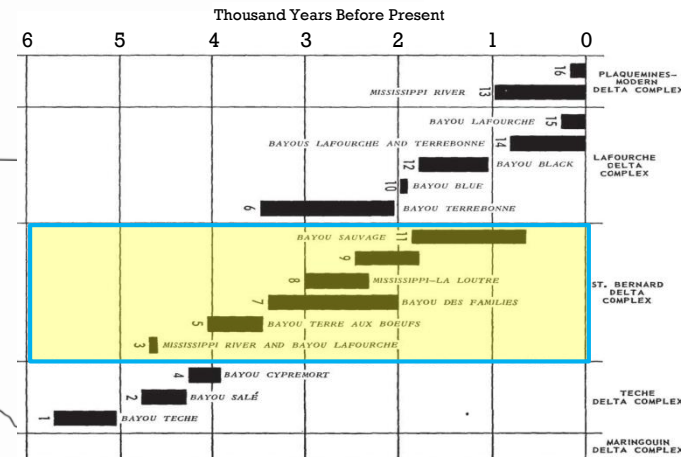 Thousand Years Before Present
6 5 4 3 2 1 0
16
PLAQUEMINES-
MODERN
DELTA COMPLEX
MISSISSIPPI RIVER 13
BAYOU LAFOURCHE 15
BAYOUS LAFOURCHE AND TERREBONNE 14
12 BAYOU BLACK
LAFOURCHE
DELTA
COMPLEX
10 BAYOU BLUE
6 BAYOU TERREBONNE
BAYOU SAUVAGE 11
9
8 MISSISSIPPI-LA LOUTRE
ST. BERNARD
DELTA
COMPLEX
7 BAYOU DES FAMILIES
5 BAYOU TERRE AUX BOEUFS
3 MISSISSIPPI RIVER AND BAYOU LAFOURCHE
4 BAYOU CYPREMORT
2 BAYOU SALÉ
TECHE
DELTA COMPLEX
1 BAYOU TECHE
MARINGOUIN
DELTA COMPLEX